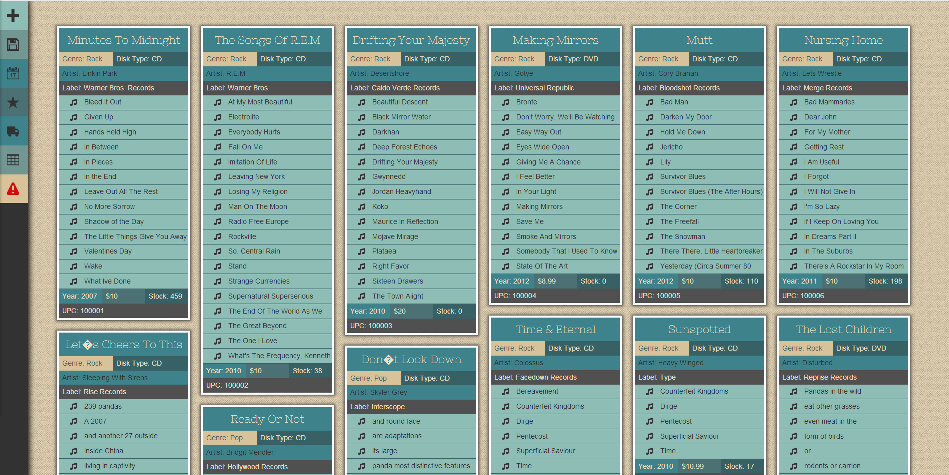 17
Minutes To Midnight
Genre: Rock Disk Type: CD
Artist: Linkin Park
Label: Warner Bros. Records
Bleed It Out
Given Up
Hands Held High
In Between
In Pieces
In the End
Leave Out All The Rest
No More Sorrow
Shadow of the Day
The Little Things Give You Away
Valentines Day
Wake
What Ive Done
Year: 2007 $10 Stock: 459
UPC: 100001
Let�s Cheers To This
Genre: Rock Disk Type: CD
Artist: Sleeping With Sirens
Label: Rise Records
239 pandas
A 2007
and another 27 outside
inside China
living in captivity
The Songs Of R.E.M
Genre: Rock Disk Type: CD
Artist: R.E.M
Label: Warner Bros.
At My Most Beautiful
Electrolite
Everybody Hurts
Fall On Me
Imitation Of Life
Leaving New York
Losing My Religion
Man On The Moon
Radio Free Europe
Rockville
So. Central Rain
Stand
Strange Currencies
Supernatural Superserious
The End Of The World As We
The Great Beyond
The One I Love
What's The Frequency, Kenneth
Year: 2010 $10 Stock: 38
UPC: 100002
Ready Or Not
Genre: Pop Disk Type: CD
Artist: Bridgit Mendler
Label: Hollywood Records
Drifting Your Majesty
Genre: Rock Disk Type: CD
Artist: Desertshore
Label: Caldo Verde Records
Beautiful Descent
Black Mirror Water
Darkhan
Deep Forest Echoes
Drifting Your Majesty
Gwynnedd
Jordan Heavyhand
Koko
Maurice in Reflection
Mojave Mirage
Plataea
Right Favor
Sixteen Drawers
The Town Alight
Year: 2010 $20 Stock: 0
UPC: 100003
Don�t Look Down
Genre: Pop Disk Type: CD
Artist: Skyler Grey
Label: Interscope
and round face
are adaptations
its large
panda most distinctive features
Making Mirrors
Genre: Rock Disk Type: DVD
Artist: Gotye
Label: Universal Republic
Bronte
Don't Worry, We'll Be Watching
Easy Way Out
Eyes Wide Open
Giving Me A Chance
I Feel Better
In Your Light
Making Mirrors
Save Me
Smoke And Mirrors
Somebody That I Used To Know
State Of The Art
Year: 2012 $8.99 Stock: 0
UPC: 100004
Time & Eternal
Genre: Rock Disk Type: CD
Artist: Colossus
Label: Facedown Records
Bereavement
Counterfeit Kingdoms
Dirge
Pentecost
Superficial Saviour
Time
Mutt
Genre: Rock Disk Type: CD
Artist: Cory Branan
Label: Bloodshot Records
Bad Man
Darken My Door
Hold Me Down
Jericho
Lily
Survivor Blues
Survivor Blues (The After Hours)
The Corner
The Freefall
The Snowman
There There, Little Heartbreaker
Yesterday (Circa Summer 80
Year: 2012 $10 Stock: 110
UPC: 100005
Sunspotted
Genre: Rock Disk Type: CD
Artist: Heavy Winged
Label: Type
Counterfeit Kingdoms
Dirge
Pentecost
Superficial Saviour
Time
Year: 2010 $10.99 Stock: 17
Nursing Home
Genre: Rock Disk Type: CD
Artist: Lets Wrestle
Label: Merge Records
Bad Mammaries
Dear John
For My Mother
Getting Rest
I Am Useful
I Forgot
I Will Not Give In
I'm So Lazy
If I Keep On Loving You
In Dreams Part II
In The Suburbs
There's A Rockstar In My Room
Year: 2011 $10 Stock: 198
UPC: 100006
The Lost Children
Genre: Rock Disk Type: DVD
Artist: Disturbed
Label: Reprise Records
Pandas in the wild
eat other grasses
even meat in the
form of birds
or
rodents or carrion